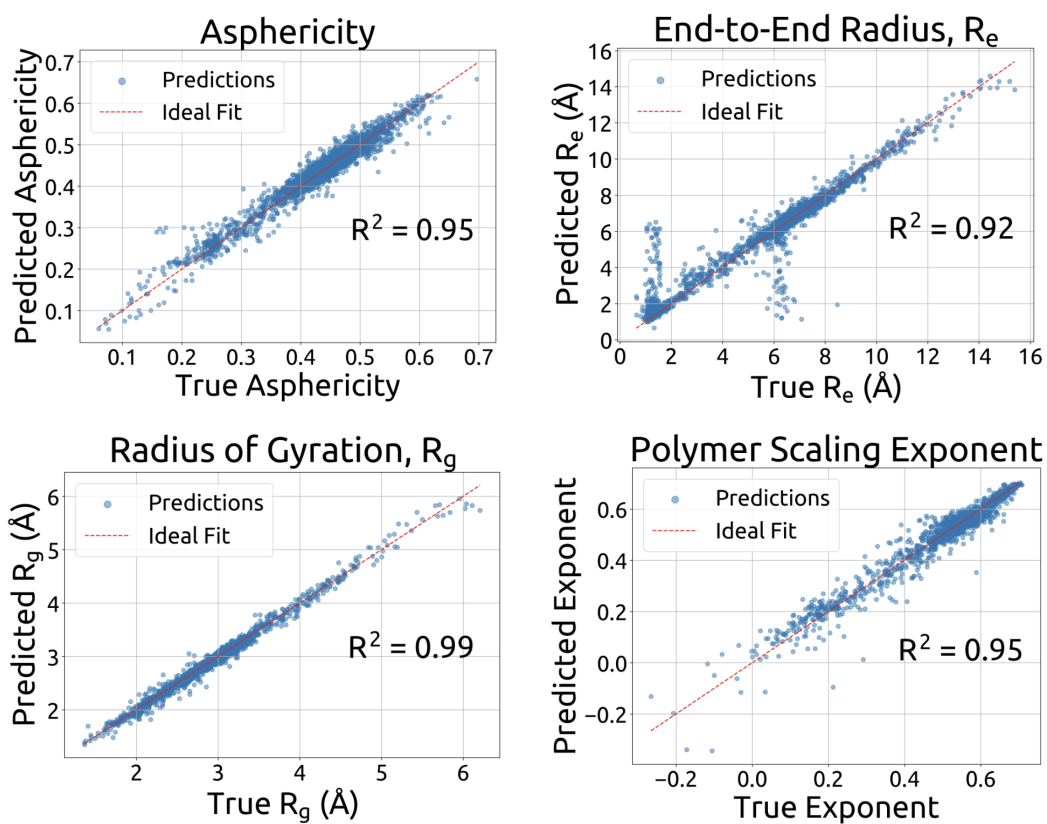 Asphericity
Predicted Asphericity
0.7
0.6
0.5
0.4
0.3
0.2
0.1
Predictions
Ideal Fit
R² = 0.95
0.1 0.2 0.3 0.4 0.5 0.6 0.7
True Asphericity
End-to-End Radius, Rₑ
Predicted Rₑ (Å)
16
14
12
10
8
6
4
2
0
Predictions
Ideal Fit
R² = 0.92
0 2 4 6 8 10 12 14 16
True Rₑ (Å)
Radius of Gyration, R_g
Predicted R_g (Å)
6
5
4
3
2
Predictions
Ideal Fit
R² = 0.99
2 3 4 5 6
True R_g (Å)
Polymer Scaling Exponent
Predicted Exponent
0.6
0.4
0.2
0.0
−0.2
Predictions
Ideal Fit
R² = 0.95
−0.2 0.0 0.2 0.4 0.6
True Exponent